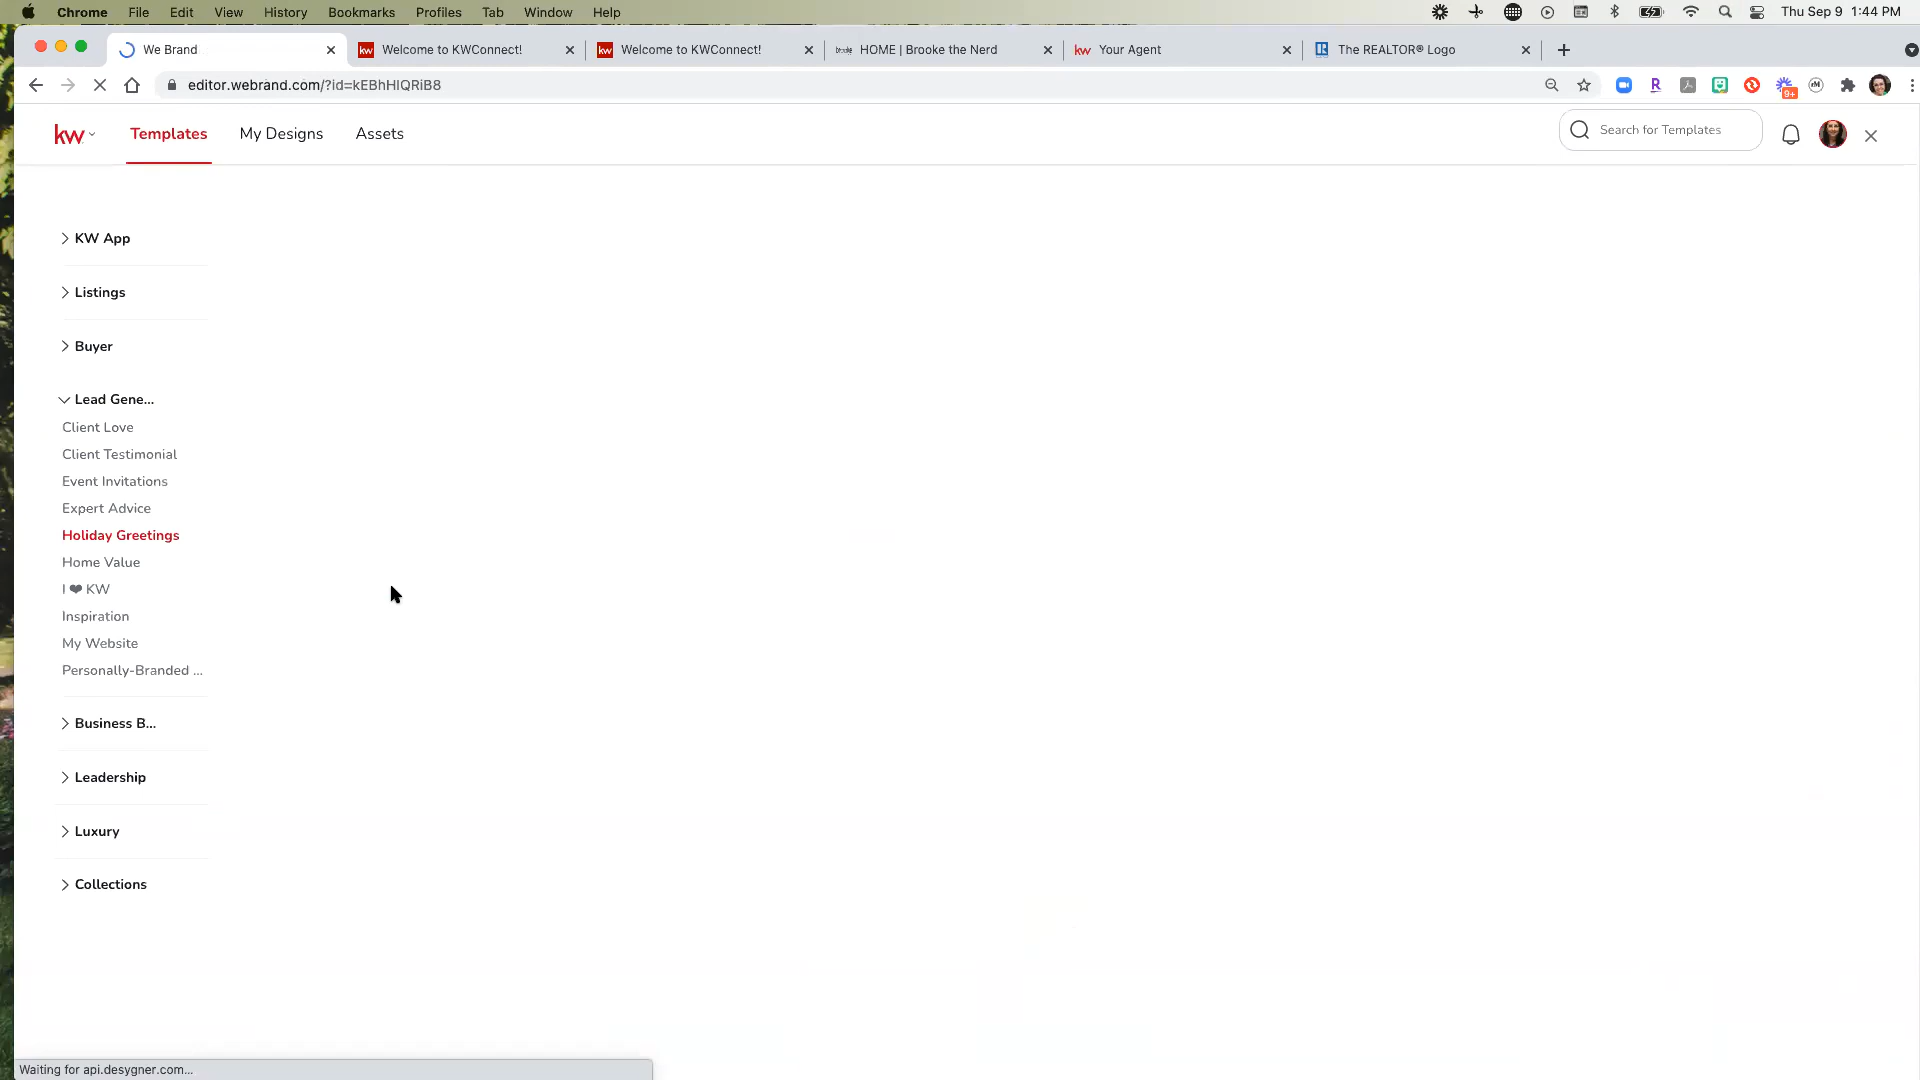 Chrome File Edit View History Bookmarks Profiles Tab Window Help Thu Sep 9 1:44 PM
We Brand Welcome to KWConnect! Welcome to KWConnect! HOME | Brooke the Nerd Your Agent The REALTOR® Logo
editor.webrand.com/?id=kEBhHIQRiB8
9+
kw Templates My Designs Assets Search for Templates
KW App
Listings
Buyer
Lead Gene...
Client Love
Client Testimonial
Event Invitations
Expert Advice
Holiday Greetings
Home Value
I ❤ KW
Inspiration
My Website
Personally-Branded ...
Business B...
Leadership
Luxury
Collections
Waiting for api.desygner.com...